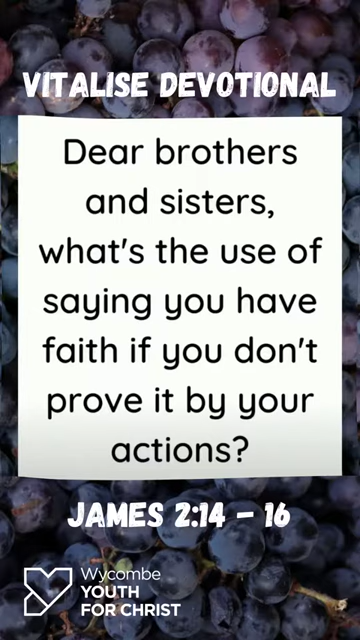 VITALISE DEVOTIONAL
Dear brothers
and sisters,
what's the use of
saying you have
faith if you don't
prove it by your
actions?
JAMES 2:14 – 16
Wycombe
YOUTH
FOR CHRIST